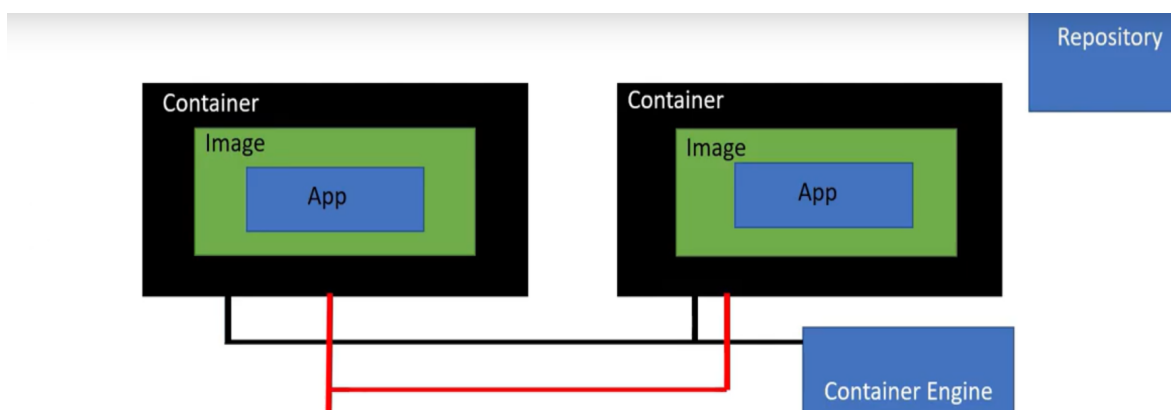 Repository
Container
Container
Image
Image
App
App
Container Engine